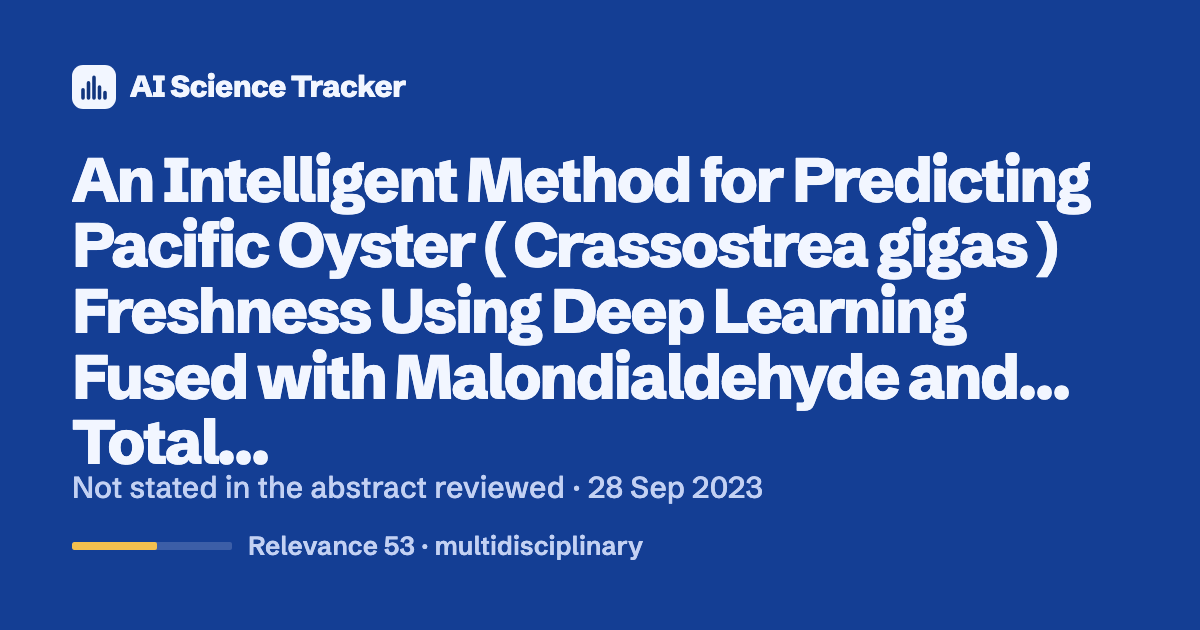 AI Science Tracker
An Intelligent Method for Predicting
Pacific Oyster ( Crassostrea gigas )
Freshness Using Deep Learning
Fused with Malondialdehyde and...
Total...
Not stated in the abstract reviewed · 28 Sep 2023
Relevance 53 · multidisciplinary